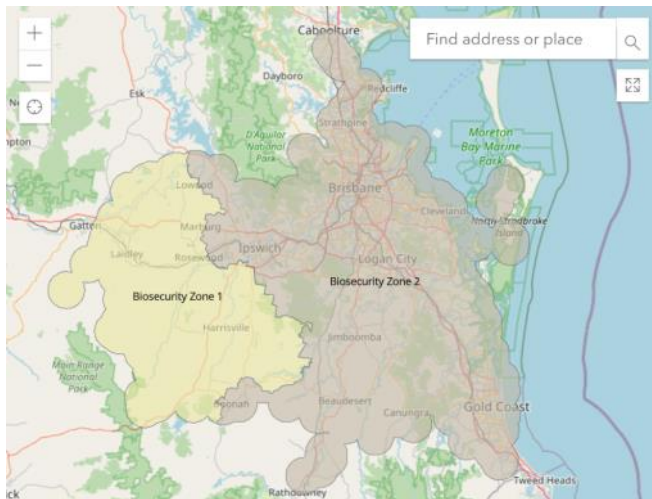 Caboolture
Find address or place
Dayboro
Redcliffe
Esk
Strathpine
D'Aguilar
National
Park
Moreton
Bay Marine
Park
Lowood
Brisbane
Cleveland
Gatton
Marburg
North Stradbroke
Island
Laidley
Rosewood
Ipswich
Logan City
Biosecurity Zone 1
Biosecurity Zone 2
Harrisville
Jimboomba
Main Range
National
Park
Boonah
Beaudesert
Canungra
Gold Coast
Rathdowney
Tweed Heads